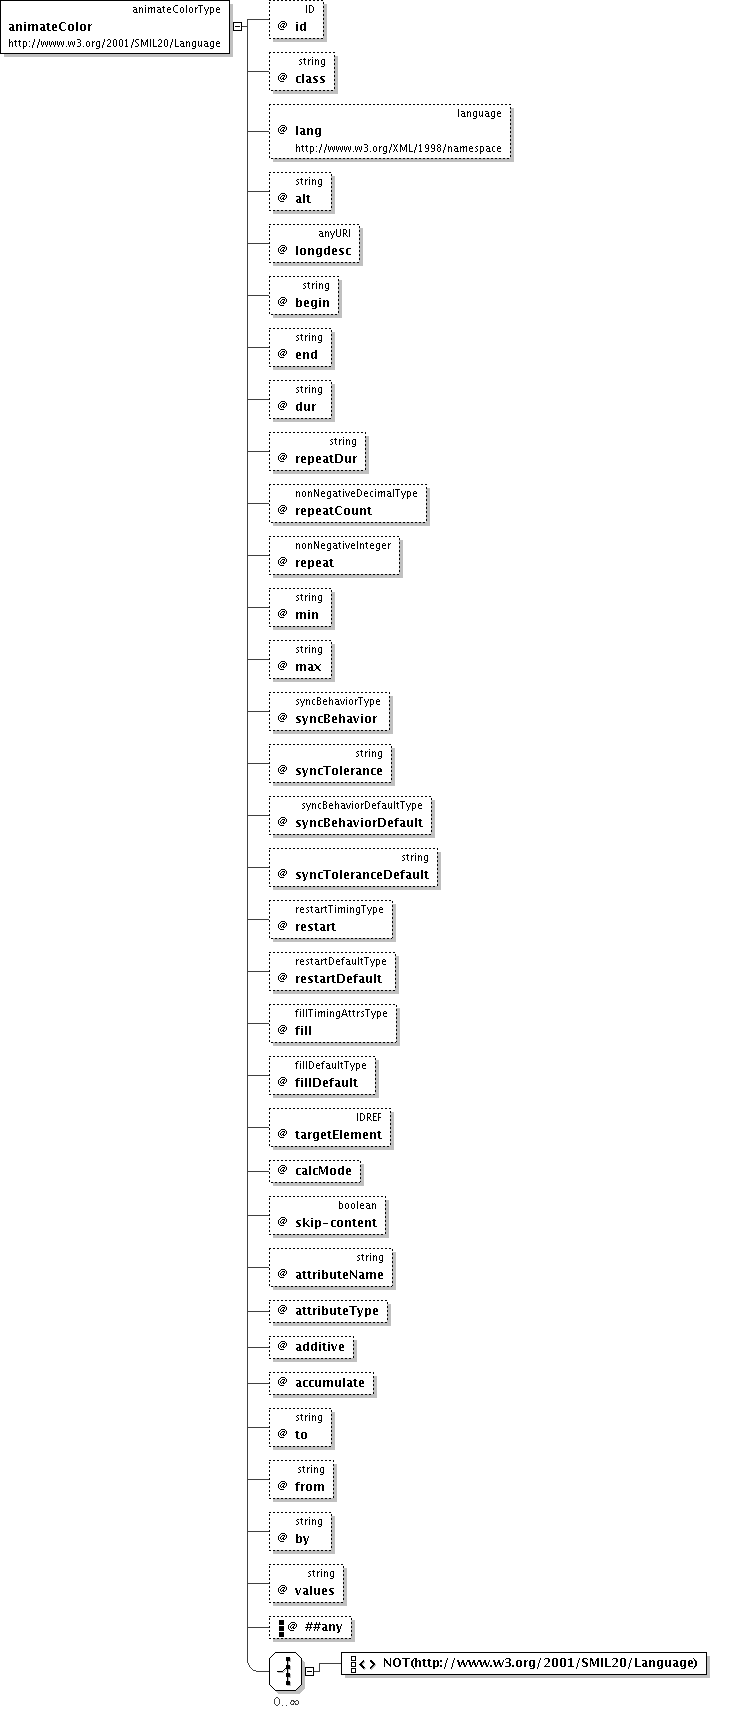 animateColorType
animateColor
http://www.w3.org/2001/SMIL20/Language
ID
@ id
string
@ class
language
@ lang
http://www.w3.org/XML/1998/namespace
string
@ alt
anyURI
@ longdesc
string
@ begin
string
@ end
string
@ dur
string
@ repeatDur
nonNegativeDecimalType
@ repeatCount
nonNegativeInteger
@ repeat
string
@ min
string
@ max
syncBehaviorType
@ syncBehavior
string
@ syncTolerance
syncBehaviorDefaultType
@ syncBehaviorDefault
string
@ syncToleranceDefault
restartTimingType
@ restart
restartDefaultType
@ restartDefault
fillTimingAttrsType
@ fill
fillDefaultType
@ fillDefault
IDREF
@ targetElement
@ calcMode
boolean
@ skip-content
string
@ attributeName
@ attributeType
@ additive
@ accumulate
string
@ to
string
@ from
string
@ by
string
@ values
@ ##any
<> NOT(http://www.w3.org/2001/SMIL20/Language)
0..∞